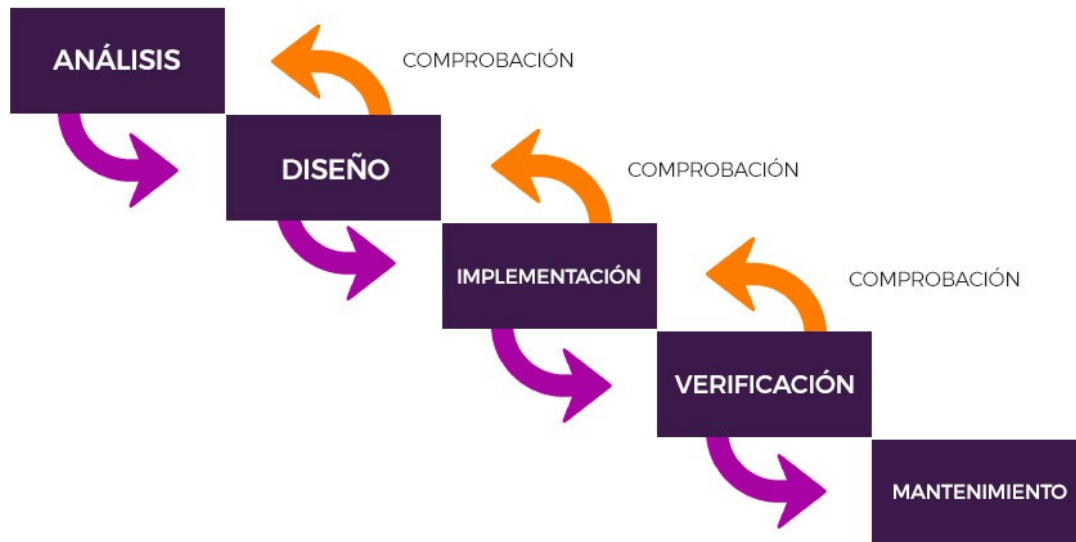 ANÁLISIS
COMPROBACIÓN
DISEÑO
COMPROBACIÓN
IMPLEMENTACIÓN
COMPROBACIÓN
VERIFICACIÓN
MANTENIMIENTO